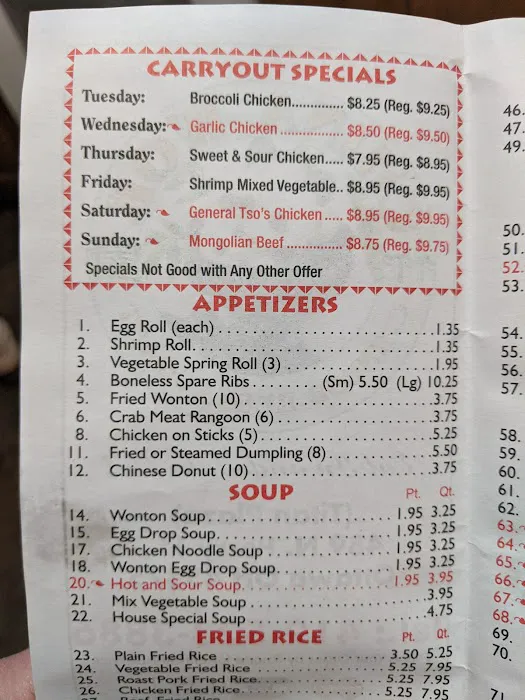 CARRYOUT SPECIALS
Tuesday: Broccoli Chicken.............. $8.25 (Reg. $9.25)
Wednesday: Garlic Chicken .................. $8.50 (Reg. $9.50)
Thursday: Sweet & Sour Chicken..... $7.95 (Reg. $8.95)
Friday: Shrimp Mixed Vegetable.. $8.95 (Reg. $9.95)
Saturday: General Tso's Chicken ..... $8.95 (Reg. $9.95)
Sunday: Mongolian Beef ................ $8.75 (Reg. $9.75)
Specials Not Good with Any Other Offer
APPETIZERS
1. Egg Roll (each) ........................ 1.35
2. Shrimp Roll ........................ 1.35
3. Vegetable Spring Roll (3) ........................ 1.95
4. Boneless Spare Ribs ........ (Sm) 5.50 (Lg) 10.25
5. Fried Wonton (10) ........................ 3.75
6. Crab Meat Rangoon (6) ........................ 3.75
8. Chicken on Sticks (5) ........................ 5.25
11. Fried or Steamed Dumpling (8) ................ 5.50
12. Chinese Donut (10) ........................ 3.75
SOUP Pt. Qt.
14. Wonton Soup ........................ 1.95 3.25
15. Egg Drop Soup ........................ 1.95 3.25
17. Chicken Noodle Soup ................ 1.95 3.25
18. Wonton Egg Drop Soup ................ 1.95 3.25
20. Hot and Sour Soup ................ 1.95 3.95
21. Mix Vegetable Soup ........................ 3.95
22. House Special Soup ........................ 4.75
FRIED RICE Pt. Qt.
23. Plain Fried Rice ................ 3.50 5.25
24. Vegetable Fried Rice ................ 5.25 7.95
25. Roast Pork Fried Rice ................ 5.25 7.95
26. Chicken Fried Rice ................ 5.25 7.95
46.
47.
49.
50.
51.
52.
53.
54.
55.
56.
57.
58.
59.
60.
61.
62.
63.
64.
65.
66.
67.
68.
69.
70.
71